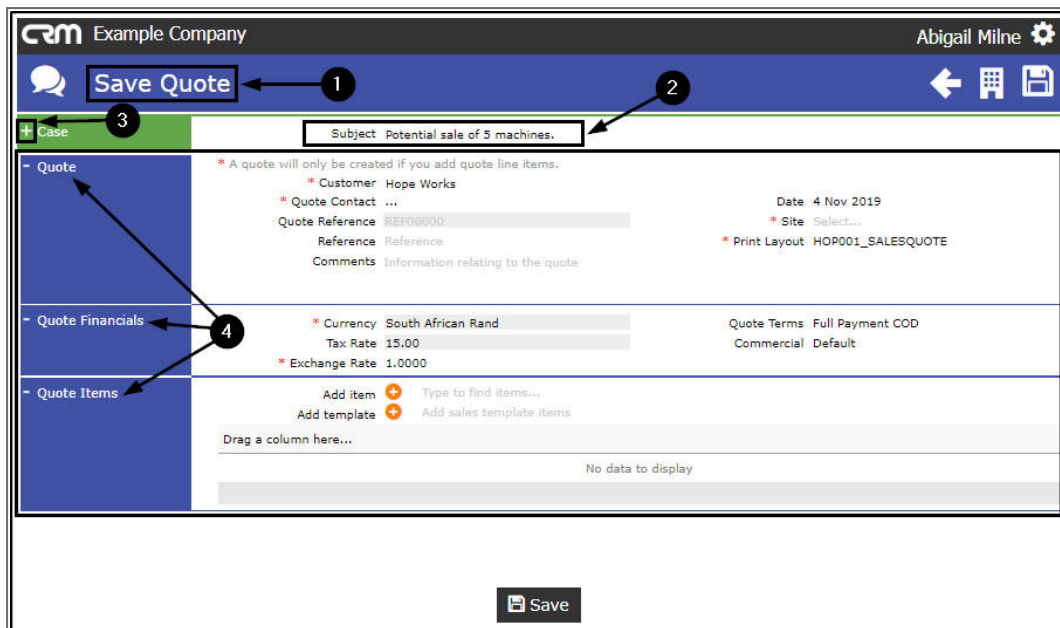 CRM Example Company
Abigail Milne
Save Quote
1
2
3
+ Case
Subject Potential sale of 5 machines.
- Quote
* A quote will only be created if you add quote line items.
* Customer Hope Works
* Quote Contact ...
Date 4 Nov 2019
Quote Reference REF00000
* Site Select...
Reference Reference
* Print Layout HOP001_SALESQUOTE
Comments Information relating to the quote
4
- Quote Financials
* Currency South African Rand
Quote Terms Full Payment COD
Tax Rate 15.00
Commercial Default
* Exchange Rate 1.0000
- Quote Items
Add item Type to find items...
Add template Add sales template items
Drag a column here...
No data to display
Save